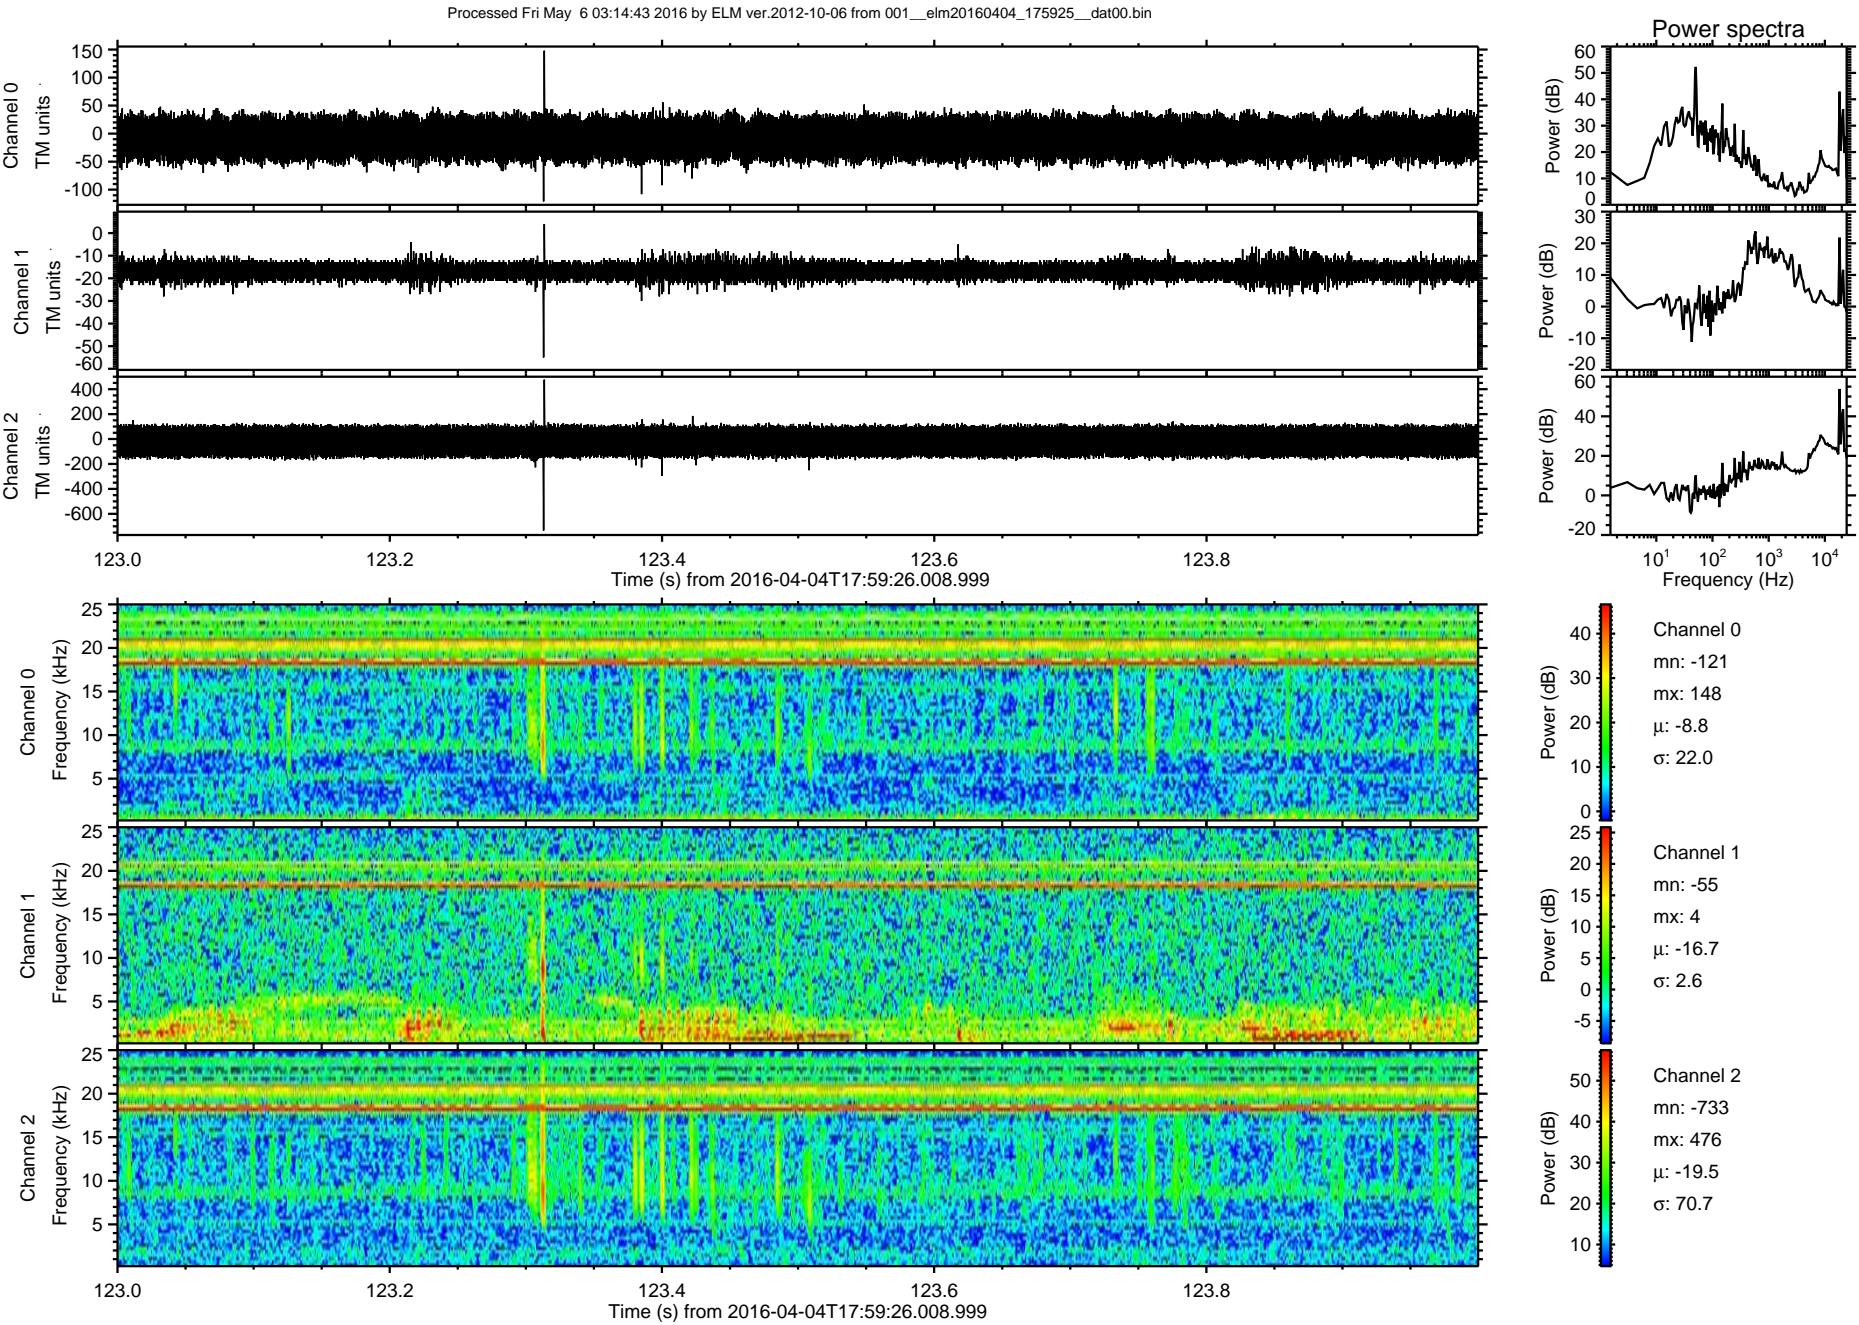 Processed Fri May  6 03:14:43 2016 by ELM ver.2012-10-06 from 001__elm20160404_175925__dat00.bin
Power spectra
Channel 0
TM units
150
100
50
0
-50
-100
Power (dB)
60
50
40
30
20
10
0
Channel 1
TM units
0
-10
-20
-30
-40
-50
-60
Power (dB)
30
20
10
0
-10
-20
Channel 2
TM units
400
200
0
-200
-400
-600
Power (dB)
60
40
20
0
-20
123.0 123.2 123.4 123.6 123.8
Time (s) from 2016-04-04T17:59:26.008.999
10^1 10^2 10^3 10^4
Frequency (Hz)
Channel 0
Frequency (kHz)
25
20
15
10
5
Power (dB)
40
30
20
10
0
Channel 0
mn: -121
mx: 148
μ: -8.8
σ: 22.0
Channel 1
Frequency (kHz)
25
20
15
10
5
Power (dB)
25
20
15
10
5
0
-5
Channel 1
mn: -55
mx: 4
μ: -16.7
σ: 2.6
Channel 2
Frequency (kHz)
25
20
15
10
5
Power (dB)
50
40
30
20
10
Channel 2
mn: -733
mx: 476
μ: -19.5
σ: 70.7
123.0 123.2 123.4 123.6 123.8
Time (s) from 2016-04-04T17:59:26.008.999